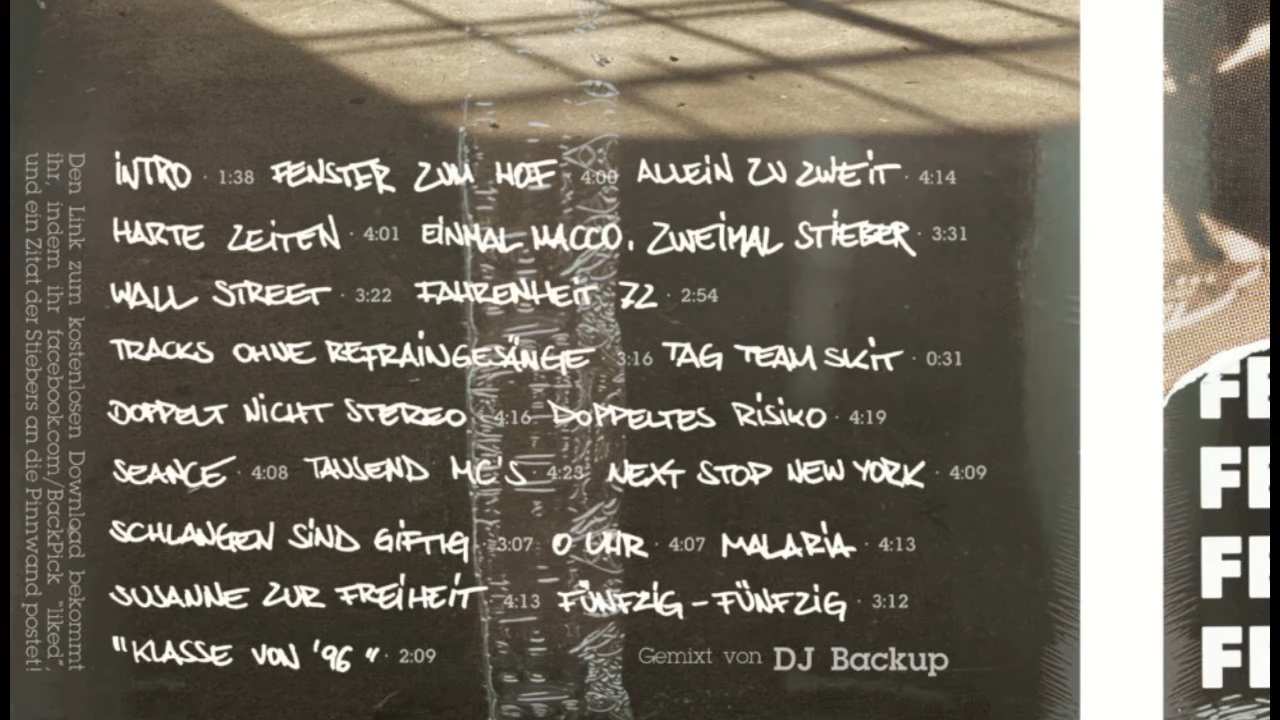 INTRO · 1:38 FENSTER ZUM HOF · 4:00 ALLEIN ZU ZWEIT · 4:14
HARTE ZEITEN · 4:01 EINMAL MACCO, ZWEIMAL STIEBER · 3:31
WALL STREET · 3:22 FAHRENHEIT 72 · 2:54
TRACKS OHNE REFRAINGESÄNGE · 3:16 TAG TEAM SKIT · 0:31
DOPPELT NICHT STEREO · 4:16 DOPPELTES RISIKO · 4:19
SEANCE · 4:08 TAUSEND MC'S · 4:23 NEXT STOP NEW YORK · 4:09
SCHLANGEN SIND GIFTIG · 3:07 0 UHR · 4:07 MALARIA · 4:13
SUSANNE ZUR FREIHEIT · 4:13 FÜNFZIG-FÜNFZIG · 3:12
"KLASSE VON '96" · 2:09
Gemixt von DJ Backup
Den Link zum kostenlosen Download bekommt
ihr, indem ihr facebook.com/BackPick "liked",
und ein Zitat der Stiebers an die Pinnwand postet!
FE
FE
FE
FE